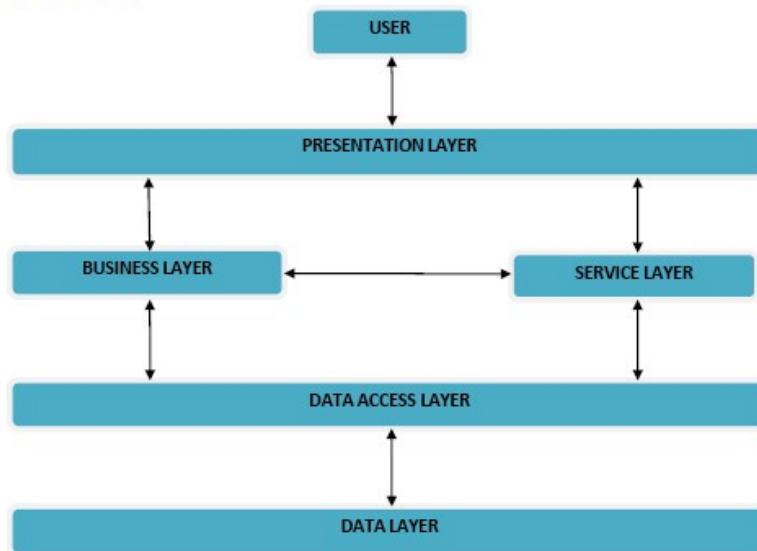 USER
PRESENTATION LAYER
BUSINESS LAYER
SERVICE LAYER
DATA ACCESS LAYER
DATA LAYER